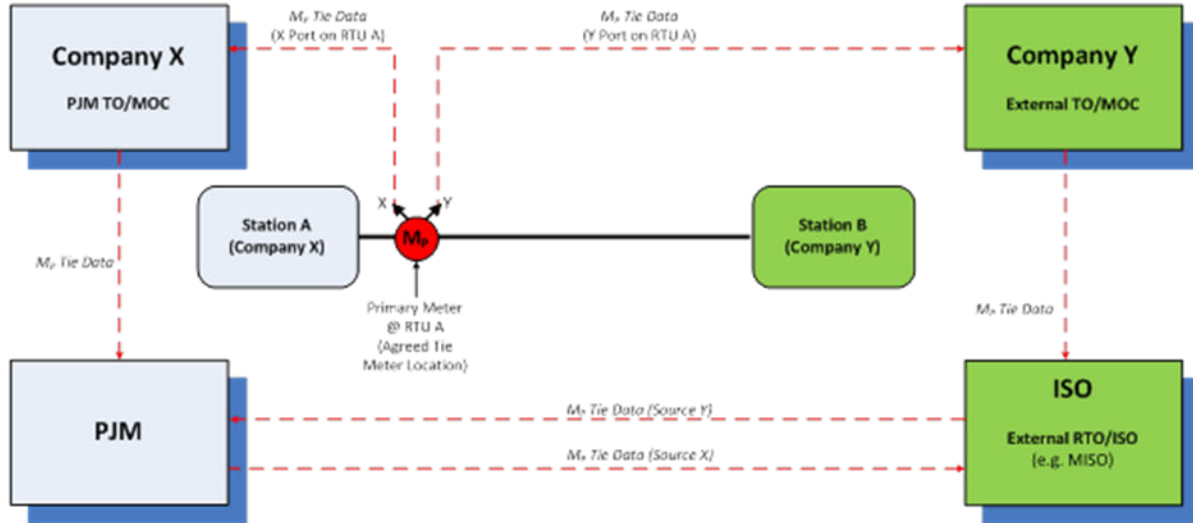 Mₚ Tie Data
(X Port on RTU A)
Mₚ Tie Data
(Y Port on RTU A)
Company X
PJM TO/MOC
Company Y
External TO/MOC
X
Y
Station A
(Company X)
Mₚ
Station B
(Company Y)
Mₚ Tie Data
Primary Meter
@ RTU A
(Agreed Tie
Meter Location)
Mₚ Tie Data
PJM
Mₚ Tie Data (Source Y)
Mₚ Tie Data (Source X)
ISO
External RTO/ISO
(e.g. MISO)